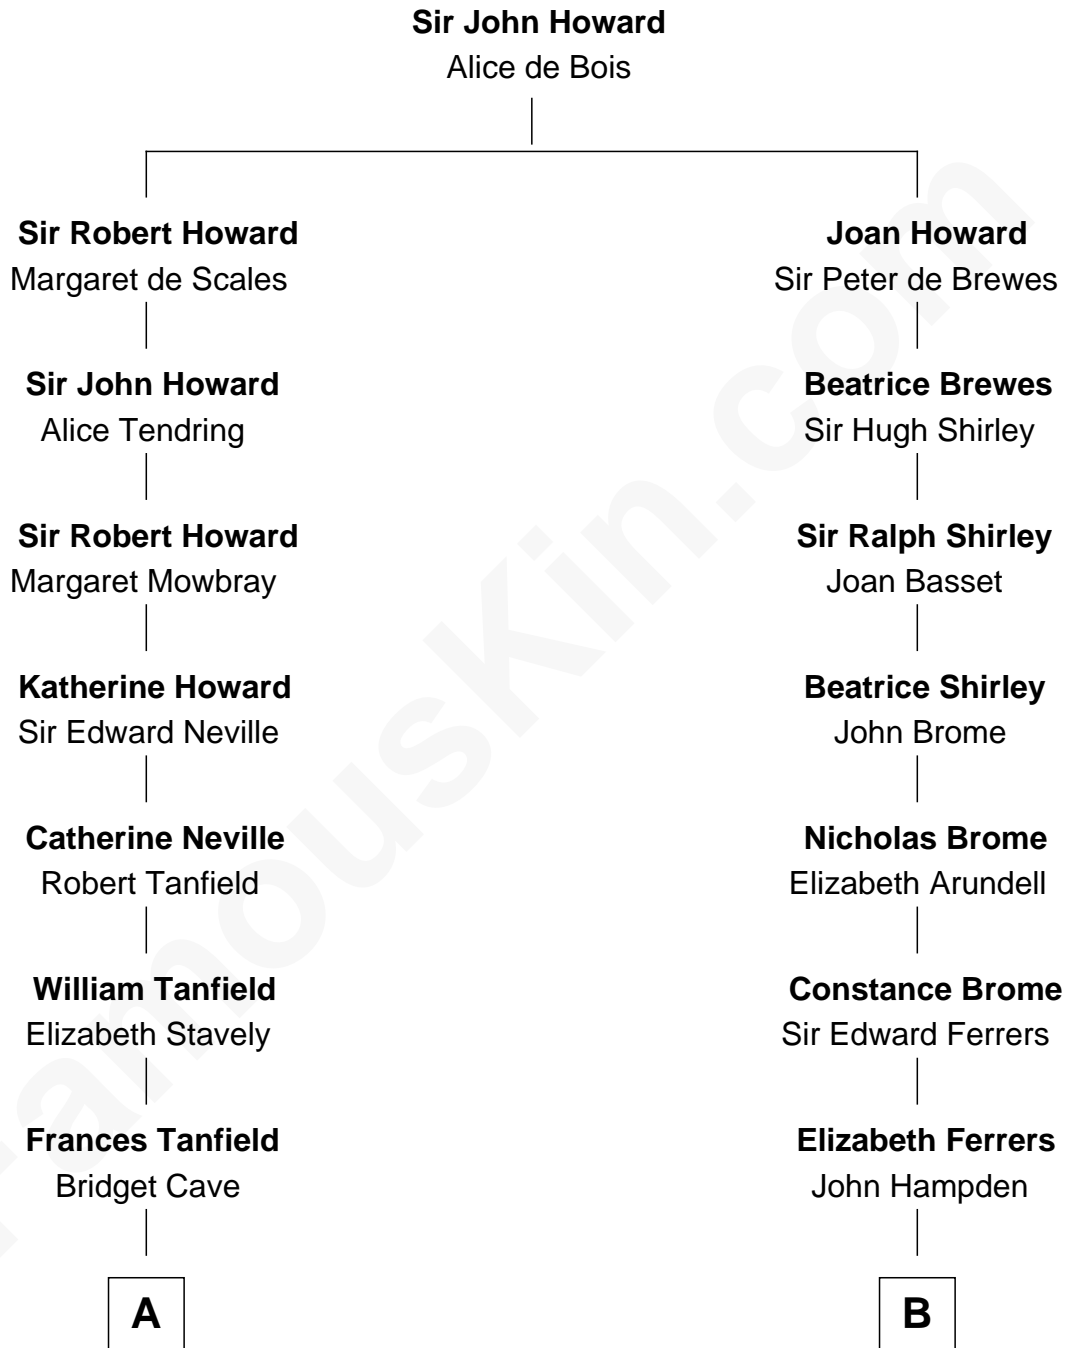 Sir John Howard
Alice de Bois
Sir Robert Howard
Margaret de Scales
Joan Howard
Sir Peter de Brewes
Sir John Howard
Alice Tendring
Beatrice Brewes
Sir Hugh Shirley
Sir Robert Howard
Margaret Mowbray
Sir Ralph Shirley
Joan Basset
Katherine Howard
Sir Edward Neville
Beatrice Shirley
John Brome
Catherine Neville
Robert Tanfield
Nicholas Brome
Elizabeth Arundell
William Tanfield
Elizabeth Stavely
Constance Brome
Sir Edward Ferrers
Frances Tanfield
Bridget Cave
Elizabeth Ferrers
John Hampden
A
B
FamousKin.com